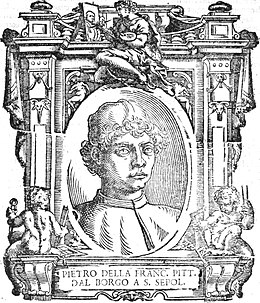 PIETRO DELLA FRANC. PITT.
DAL BORGO A S. SEPOL.